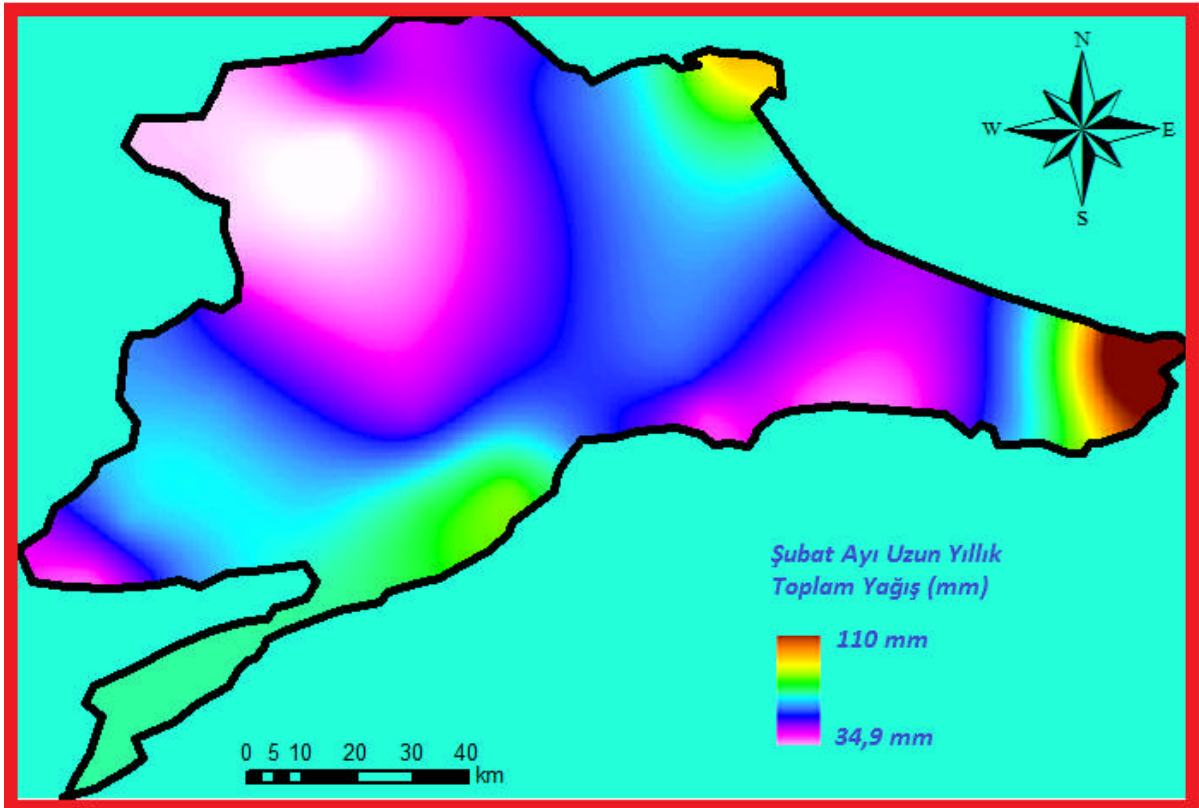 N
W E
S
Şubat Ayı Uzun Yıllık
Toplam Yağış (mm)
110 mm
34,9 mm
0 5 10 20 30 40
km